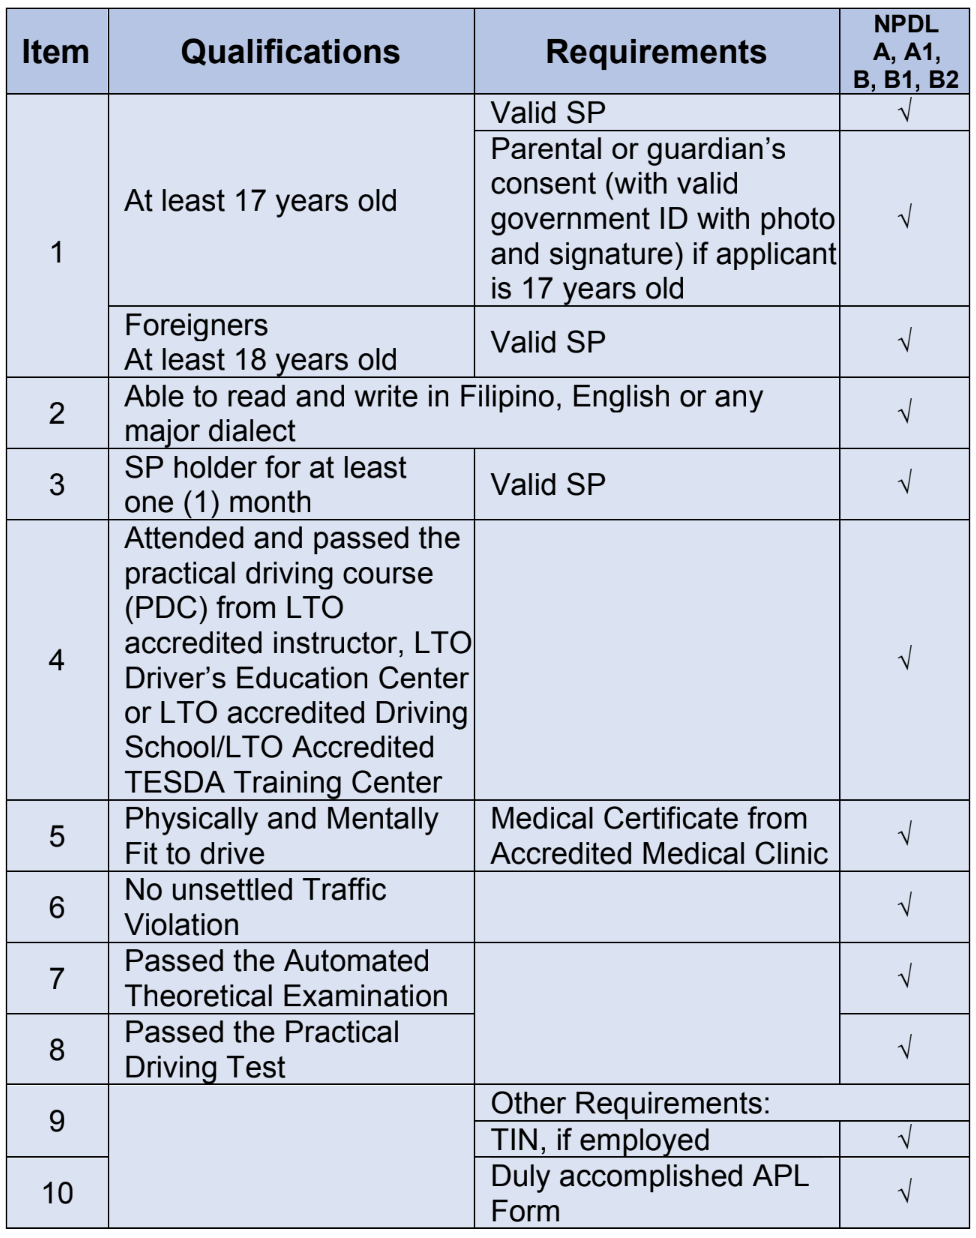 Item
Qualifications
Requirements
NPDL
A, A1,
B, B1, B2
1
At least 17 years old
Valid SP
√
Parental or guardian's
consent (with valid
government ID with photo
and signature) if applicant
is 17 years old
√
Foreigners
At least 18 years old
Valid SP
√
2
Able to read and write in Filipino, English or any
major dialect
√
3
SP holder for at least
one (1) month
Valid SP
√
4
Attended and passed the
practical driving course
(PDC) from LTO
accredited instructor, LTO
Driver's Education Center
or LTO accredited Driving
School/LTO Accredited
TESDA Training Center
√
5
Physically and Mentally
Fit to drive
Medical Certificate from
Accredited Medical Clinic
√
6
No unsettled Traffic
Violation
√
7
Passed the Automated
Theoretical Examination
√
8
Passed the Practical
Driving Test
√
9
Other Requirements:
TIN, if employed
√
10
Duly accomplished APL
Form
√